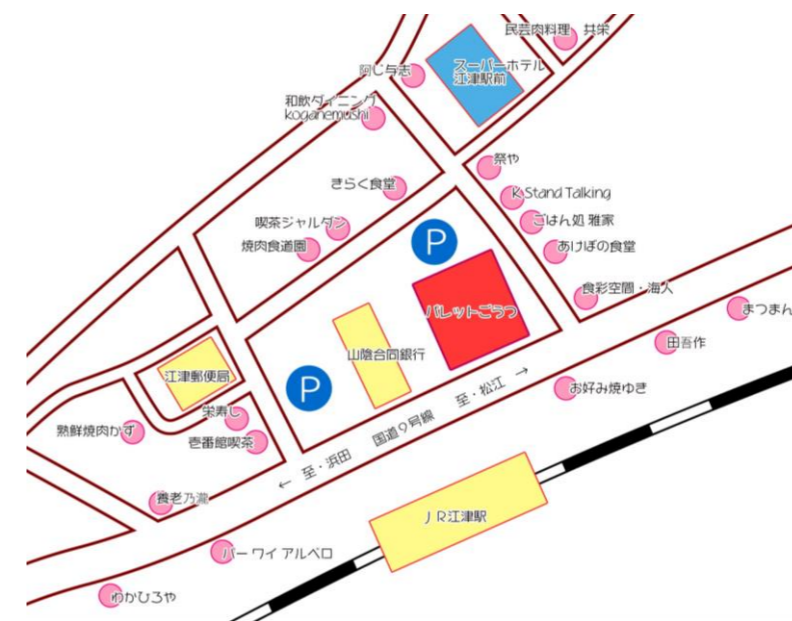 民芸肉料理 共栄
スーパーホテル
江津駅前
阿じ与志
和飲ダイニング
koganemushi
祭や
きらく食堂
K Stand Talking
ごはん処 雅家
喫茶ジャルダン
焼肉食道園
あけぼの食堂
P
食彩空間・海人
パレットごうつ
まつまん
田吾作
山陰合同銀行
江津郵便局
P
お好み焼ゆき
← 至・浜田 国道9号線 至・松江 →
栄寿し
熟鮮焼肉かず
壱番館喫茶
養老乃瀧
JR江津駅
バー ワイ アルベロ
わかひろや